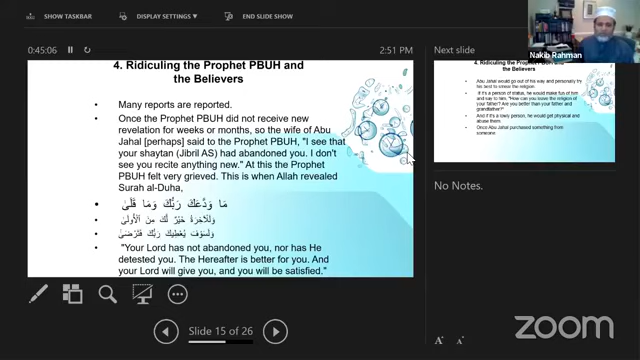 SHOW TASKBAR
DISPLAY SETTINGS ▾
END SLIDE SHOW
Nakib Rahman
0:45:06
2:51 PM
4. Ridiculing the Prophet PBUH and
the Believers
• Many reports are reported.
• Once the Prophet PBUH did not receive new
revelation for weeks or months, so the wife of Abu
Jahal [perhaps] said to the Prophet PBUH, "I see that
your shaytan (Jibril AS) had abandoned you. I don't
see you recite anything new." At this the Prophet
PBUH felt very grieved. This is when Allah revealed
Surah al-Duha,
• مَا وَدَّعَكَ رَبُّكَ وَمَا قَلَىٰ
• وَلَلْآخِرَةُ خَيْرٌ لَّكَ مِنَ الْأُولَىٰ
• وَلَسَوْفَ يُعْطِيكَ رَبُّكَ فَتَرْضَىٰ
• "Your Lord has not abandoned you, nor has He
detested you. The Hereafter is better for you. And
your Lord will give you, and you will be satisfied."
Slide 15 of 26
Next slide
4. Ridiculing the Prophet PBUH and
the Believers
Abu Jahal would go out of his way and personally try
his best to smear the religion.
If it's a person of status, he would make fun of him
and say to him, "How can you leave the religion of
your father? Are you better than your father and
grandfather?"
And if it's a lowly person, he would get physical and
abuse them.
Once Abu Jahal purchased something from
someone.
No Notes.
A A
zoom